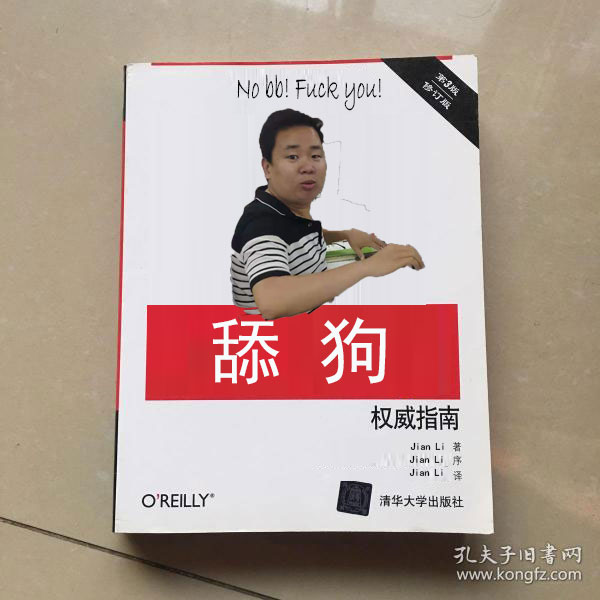 No bb! Fuck you!
第3版
修订版
舔狗
权威指南
Jian Li 著
Jian Li 序
Jian Li 译
O'REILLY®
清华大学出版社
孔夫子旧书网
www.kongfz.com